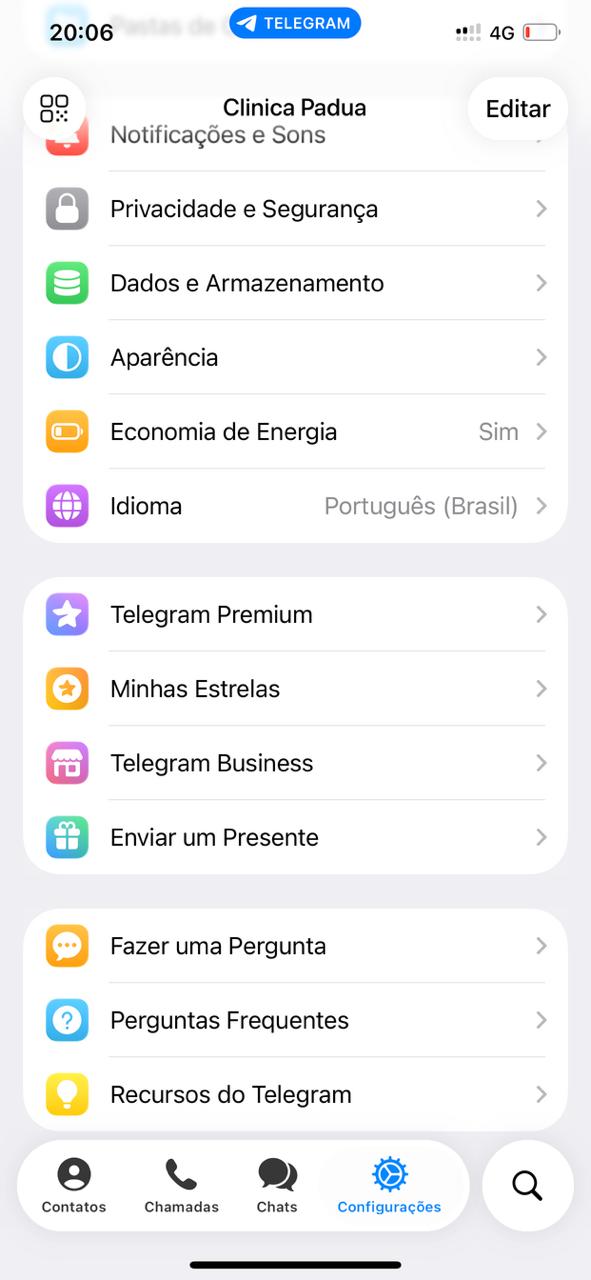 20:06
TELEGRAM
4G
Pastas de
Clinica Padua
Editar
Notificações e Sons
Privacidade e Segurança
Dados e Armazenamento
Aparência
Economia de Energia Sim
Idioma Português (Brasil)
Telegram Premium
Minhas Estrelas
Telegram Business
Enviar um Presente
Fazer uma Pergunta
Perguntas Frequentes
Recursos do Telegram
Contatos Chamadas Chats Configurações